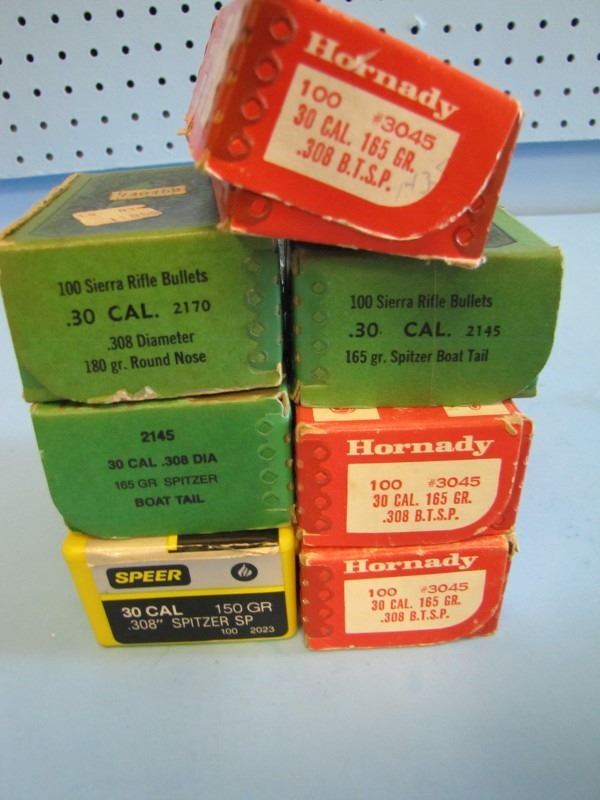 Hornady
100 #3045
30 CAL. 165 GR.
.308 B.T.S.P.
100 Sierra Rifle Bullets
.30 CAL. 2170
.308 Diameter
180 gr. Round Nose
100 Sierra Rifle Bullets
.30 CAL. 2145
165 gr. Spitzer Boat Tail
2145
30 CAL .308 DIA
165 GR SPITZER
BOAT TAIL
Hornady
100 #3045
30 CAL. 165 GR.
.308 B.T.S.P.
SPEER
30 CAL 150 GR
.308" SPITZER SP
100 2023
Hornady
100 #3045
30 CAL. 165 GR.
.308 B.T.S.P.